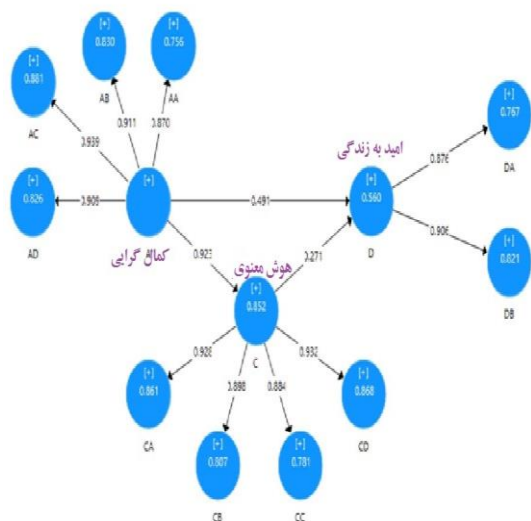 [+]
0.830
AB
[+]
0.756
AA
[+]
0.881
AC
[+]
0.767
DA
0.939
0.911
0.870
امید به زندگی
0.876
[+]
0.826
AD
0.909
[+]
0.491
[+]
0.560
D
0.906
[+]
0.821
DB
کمال گرایی
0.923
هوش معنوی
0.271
[+]
0.852
C
0.928
0.898
0.884
0.932
[+]
0.861
CA
[+]
0.868
CD
[+]
0.807
CB
[+]
0.781
CC